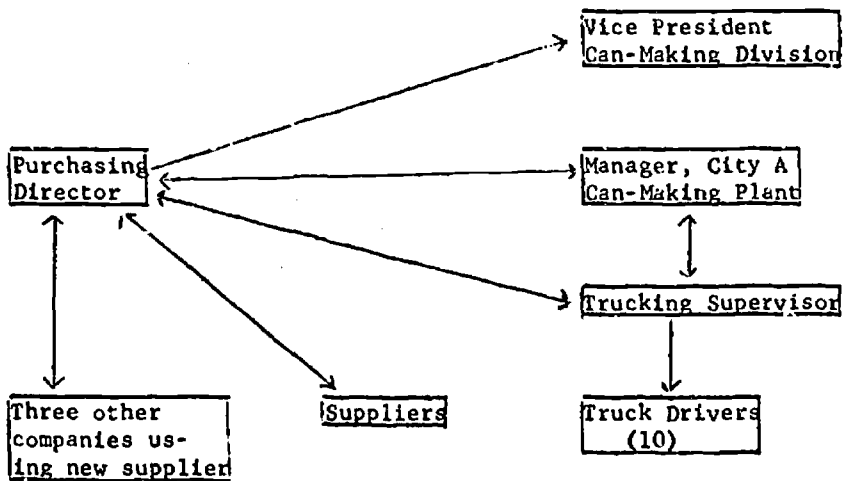 Vice President
Can-Making Division
Purchasing
Director
Manager, City A
Can-Making Plant
Trucking Supervisor
Three other
companies us-
ing new supplier
Suppliers
Truck Drivers
(10)